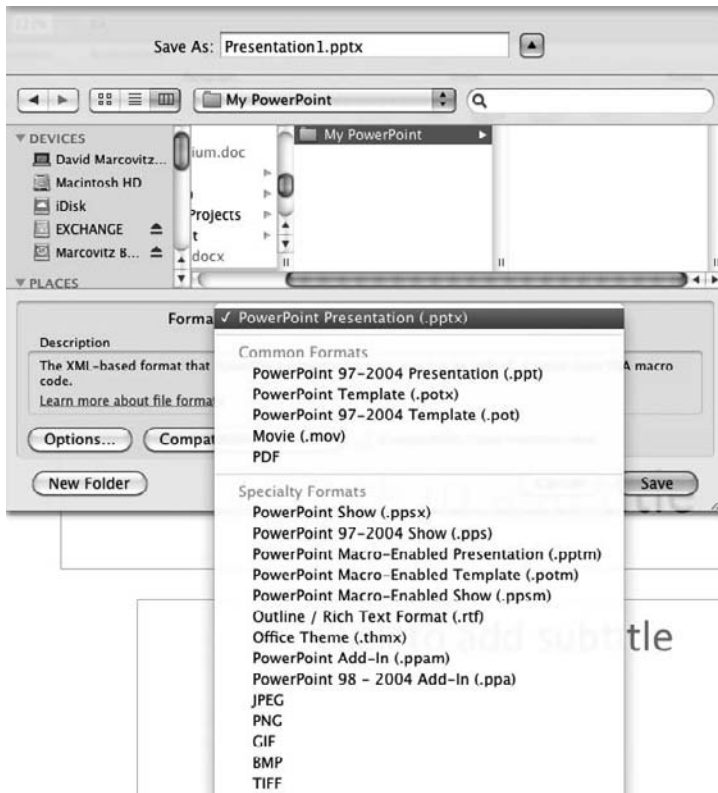 Save As: Presentation1.pptx
My PowerPoint
DEVICES
David Marcovitz...
Macintosh HD
iDisk
EXCHANGE
Marcovitz B...
PLACES
ium.doc
Projects
t
docx
My PowerPoint
Forma ✓ PowerPoint Presentation (.pptx)
Description
The XML-based format that
A macro
code.
Learn more about file forma
Options...
Compat
New Folder
Save
Common Formats
PowerPoint 97-2004 Presentation (.ppt)
PowerPoint Template (.potx)
PowerPoint 97-2004 Template (.pot)
Movie (.mov)
PDF
Specialty Formats
PowerPoint Show (.ppsx)
PowerPoint 97-2004 Show (.pps)
PowerPoint Macro-Enabled Presentation (.pptm)
PowerPoint Macro-Enabled Template (.potm)
PowerPoint Macro-Enabled Show (.ppsm)
Outline / Rich Text Format (.rtf)
Office Theme (.thmx)
PowerPoint Add-In (.ppam)
PowerPoint 98 - 2004 Add-In (.ppa)
JPEG
PNG
GIF
BMP
TIFF
add subtitle